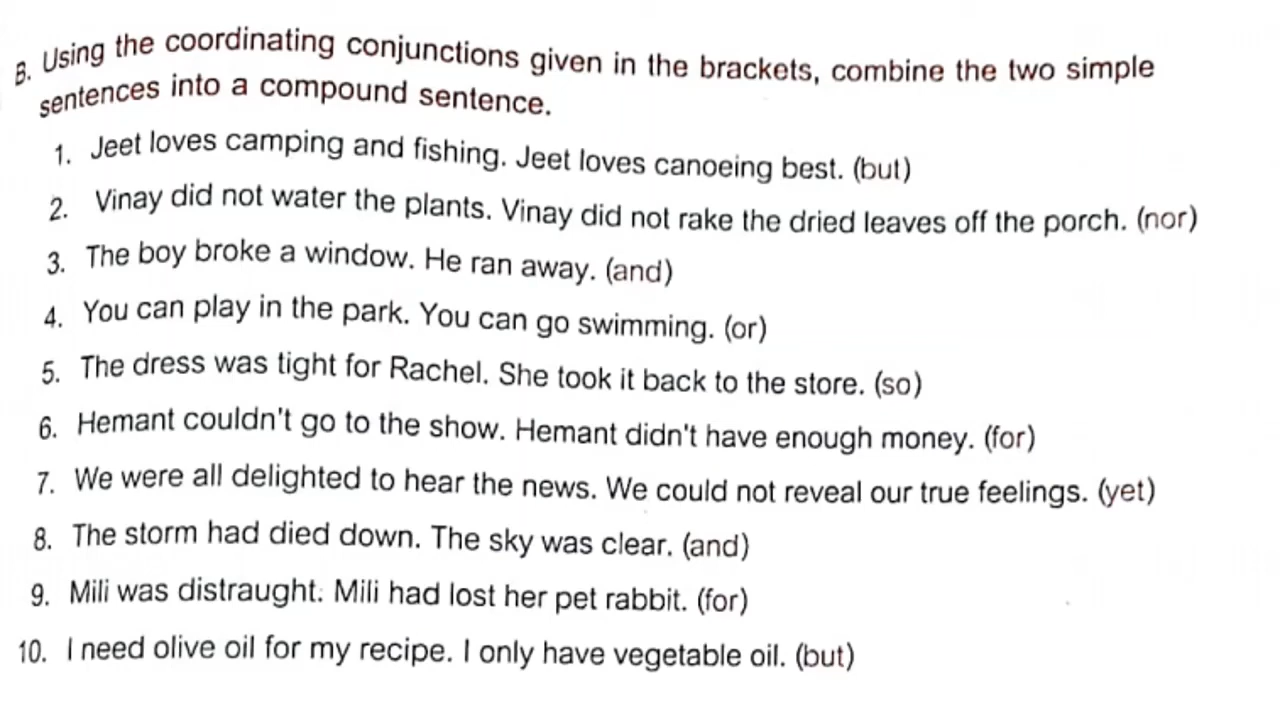 B. Using the coordinating conjunctions given in the brackets, combine the two simple
sentences into a compound sentence.
1. Jeet loves camping and fishing. Jeet loves canoeing best. (but)
2. Vinay did not water the plants. Vinay did not rake the dried leaves off the porch. (nor)
3. The boy broke a window. He ran away. (and)
4. You can play in the park. You can go swimming. (or)
5. The dress was tight for Rachel. She took it back to the store. (so)
6. Hemant couldn't go to the show. Hemant didn't have enough money. (for)
7. We were all delighted to hear the news. We could not reveal our true feelings. (yet)
8. The storm had died down. The sky was clear. (and)
9. Mili was distraught. Mili had lost her pet rabbit. (for)
10. I need olive oil for my recipe. I only have vegetable oil. (but)